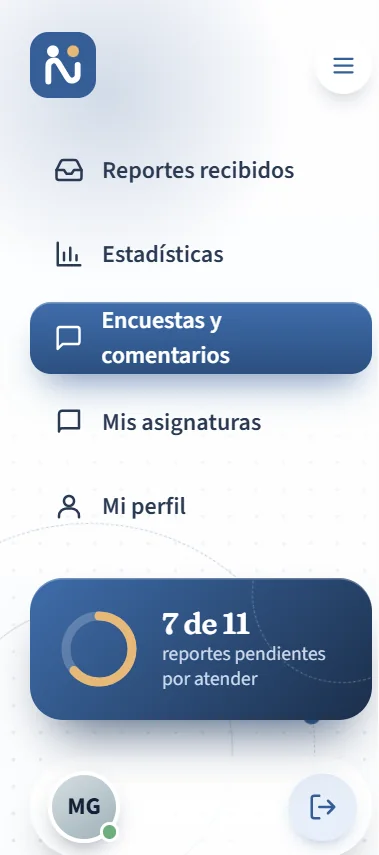 Reportes recibidos
Estadísticas
Encuestas y
comentarios
Mis asignaturas
Mi perfil
7 de 11
reportes pendientes
por atender
MG